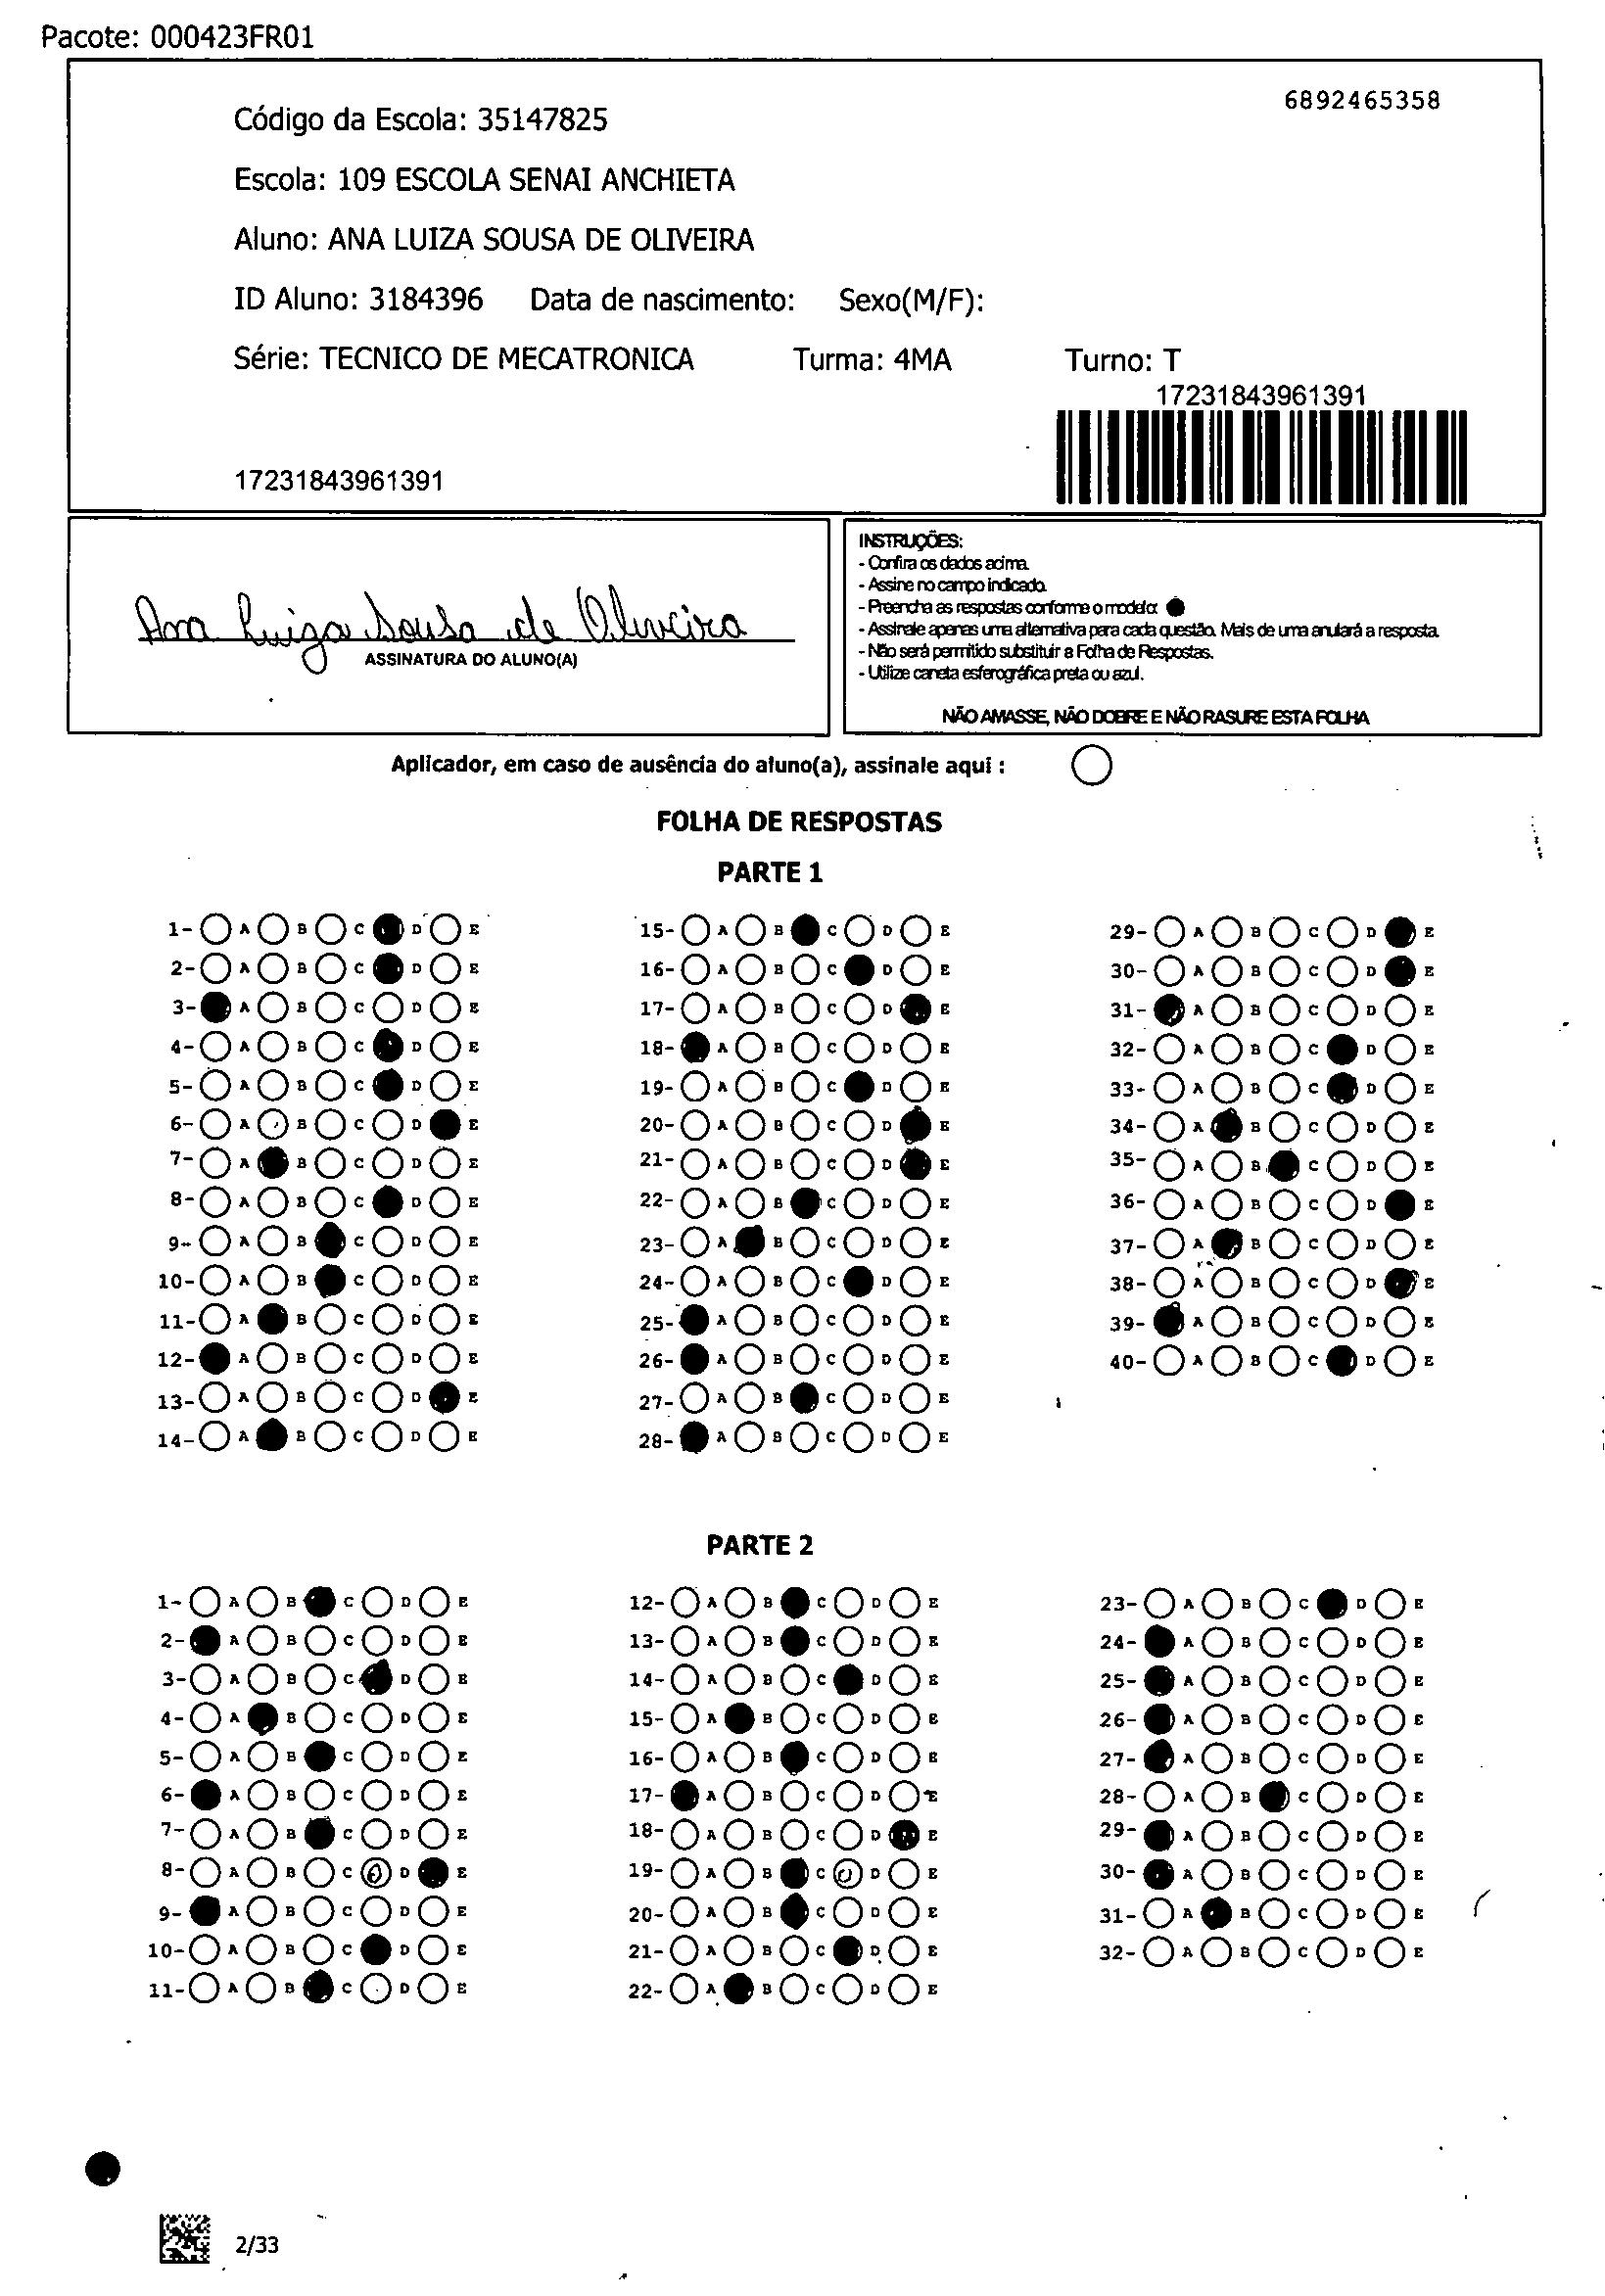 Pacote: 000423FR01
6892465358
Código da Escola: 35147825
Escola: 109 ESCOLA SENAI ANCHIETA
Aluno: ANA LUIZA SOUSA DE OLIVEIRA
ID Aluno: 3184396 Data de nascimento: Sexo(M/F):
Série: TECNICO DE MECATRONICA Turma: 4MA Turno: T
17231843961391
17231843961391
Ana Luiza Sousa de Oliveira
ASSINATURA DO ALUNO(A)
INSTRUÇÕES:
- Confira os dados acima.
- Assine no campo indicado.
- Preencha as respostas conforme o modelo:
- Assinale apenas uma alternativa para cada questão. Mais de uma anulará a resposta.
- Não será permitido substituir a Folha de Respostas.
- Utilize caneta esferográfica preta ou azul.
NÃO AMASSE, NÃO DOBRE E NÃO RASURE ESTA FOLHA
Aplicador, em caso de ausência do aluno(a), assinale aqui :
FOLHA DE RESPOSTAS
PARTE 1
1- A B C D E 15- A B C D E 29- A B C D E
2- A B C D E 16- A B C D E 30- A B C D E
3- A B C D E 17- A B C D E 31- A B C D E
4- A B C D E 18- A B C D E 32- A B C D E
5- A B C D E 19- A B C D E 33- A B C D E
6- A B C D E 20- A B C D E 34- A B C D E
7- A B C D E 21- A B C D E 35- A B C D E
8- A B C D E 22- A B C D E 36- A B C D E
9- A B C D E 23- A B C D E 37- A B C D E
10- A B C D E 24- A B C D E 38- A B C D E
11- A B C D E 25- A B C D E 39- A B C D E
12- A B C D E 26- A B C D E 40- A B C D E
13- A B C D E 27- A B C D E
14- A B C D E 28- A B C D E
PARTE 2
1- A B C D E 12- A B C D E 23- A B C D E
2- A B C D E 13- A B C D E 24- A B C D E
3- A B C D E 14- A B C D E 25- A B C D E
4- A B C D E 15- A B C D E 26- A B C D E
5- A B C D E 16- A B C D E 27- A B C D E
6- A B C D E 17- A B C D E 28- A B C D E
7- A B C D E 18- A B C D E 29- A B C D E
8- A B C D E 19- A B C D E 30- A B C D E
9- A B C D E 20- A B C D E 31- A B C D E
10- A B C D E 21- A B C D E 32- A B C D E
11- A B C D E 22- A B C D E
2/33